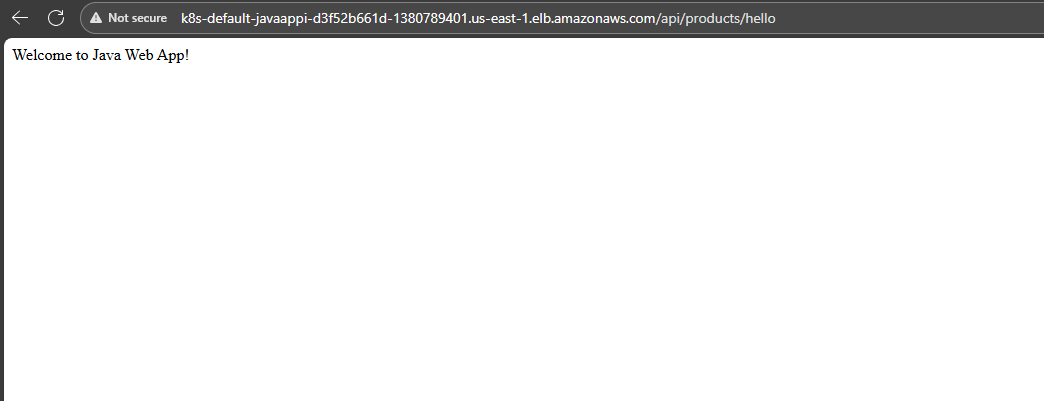 Not secure k8s-default-javaappi-d3f52b661d-1380789401.us-east-1.elb.amazonaws.com/api/products/hello
Welcome to Java Web App!